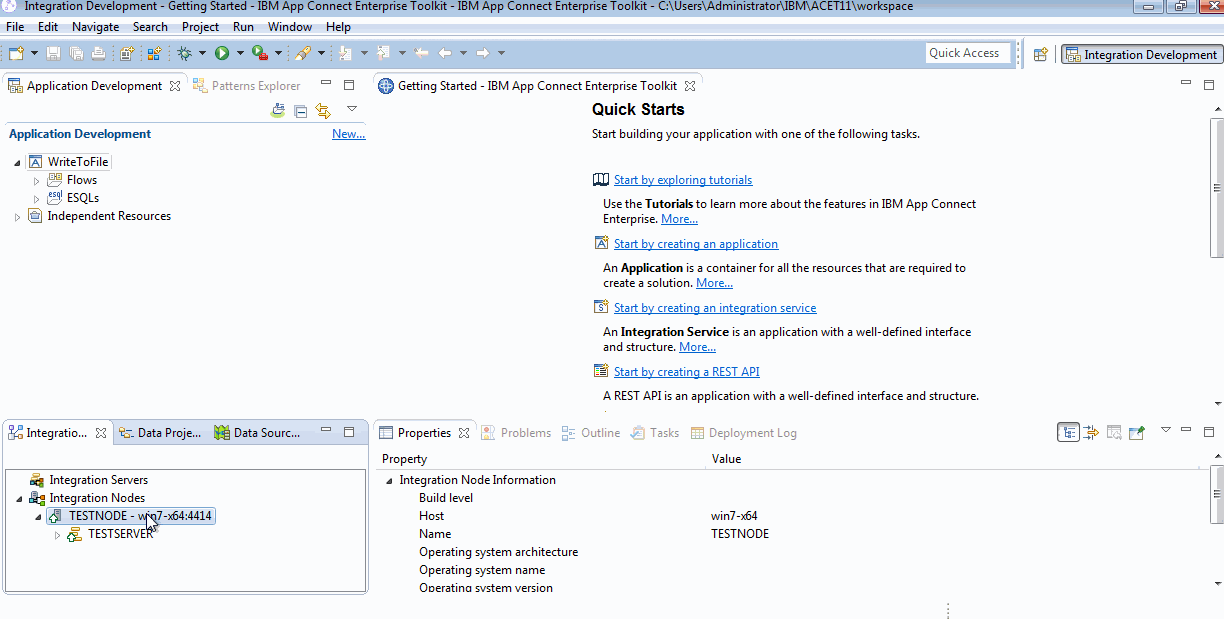 Integration Development - Getting Started - IBM App Connect Enterprise Toolkit - IBM App Connect Enterprise Toolkit - C:\Users\Administrator\IBM\ACET11\workspace
File Edit Navigate Search Project Run Window Help
Quick Access
Integration Development
Application Development
Patterns Explorer
Application Development
New...
WriteToFile
Flows
ESQLs
Independent Resources
Getting Started - IBM App Connect Enterprise Toolkit
Quick Starts
Start building your application with one of the following tasks.
Start by exploring tutorials
Use the Tutorials to learn more about the features in IBM App Connect
Enterprise. More...
Start by creating an application
An Application is a container for all the resources that are required to
create a solution. More...
Start by creating an integration service
An Integration Service is an application with a well-defined interface
and structure. More...
Start by creating a REST API
A REST API is an application with a well-defined interface and structure.
Integratio...
Data Proje...
Data Sourc...
Integration Servers
Integration Nodes
TESTNODE - win7-x64:4414
TESTSERVER
Properties
Problems
Outline
Tasks
Deployment Log
Property Value
Integration Node Information
Build level
Host win7-x64
Name TESTNODE
Operating system architecture
Operating system name
Operating system version